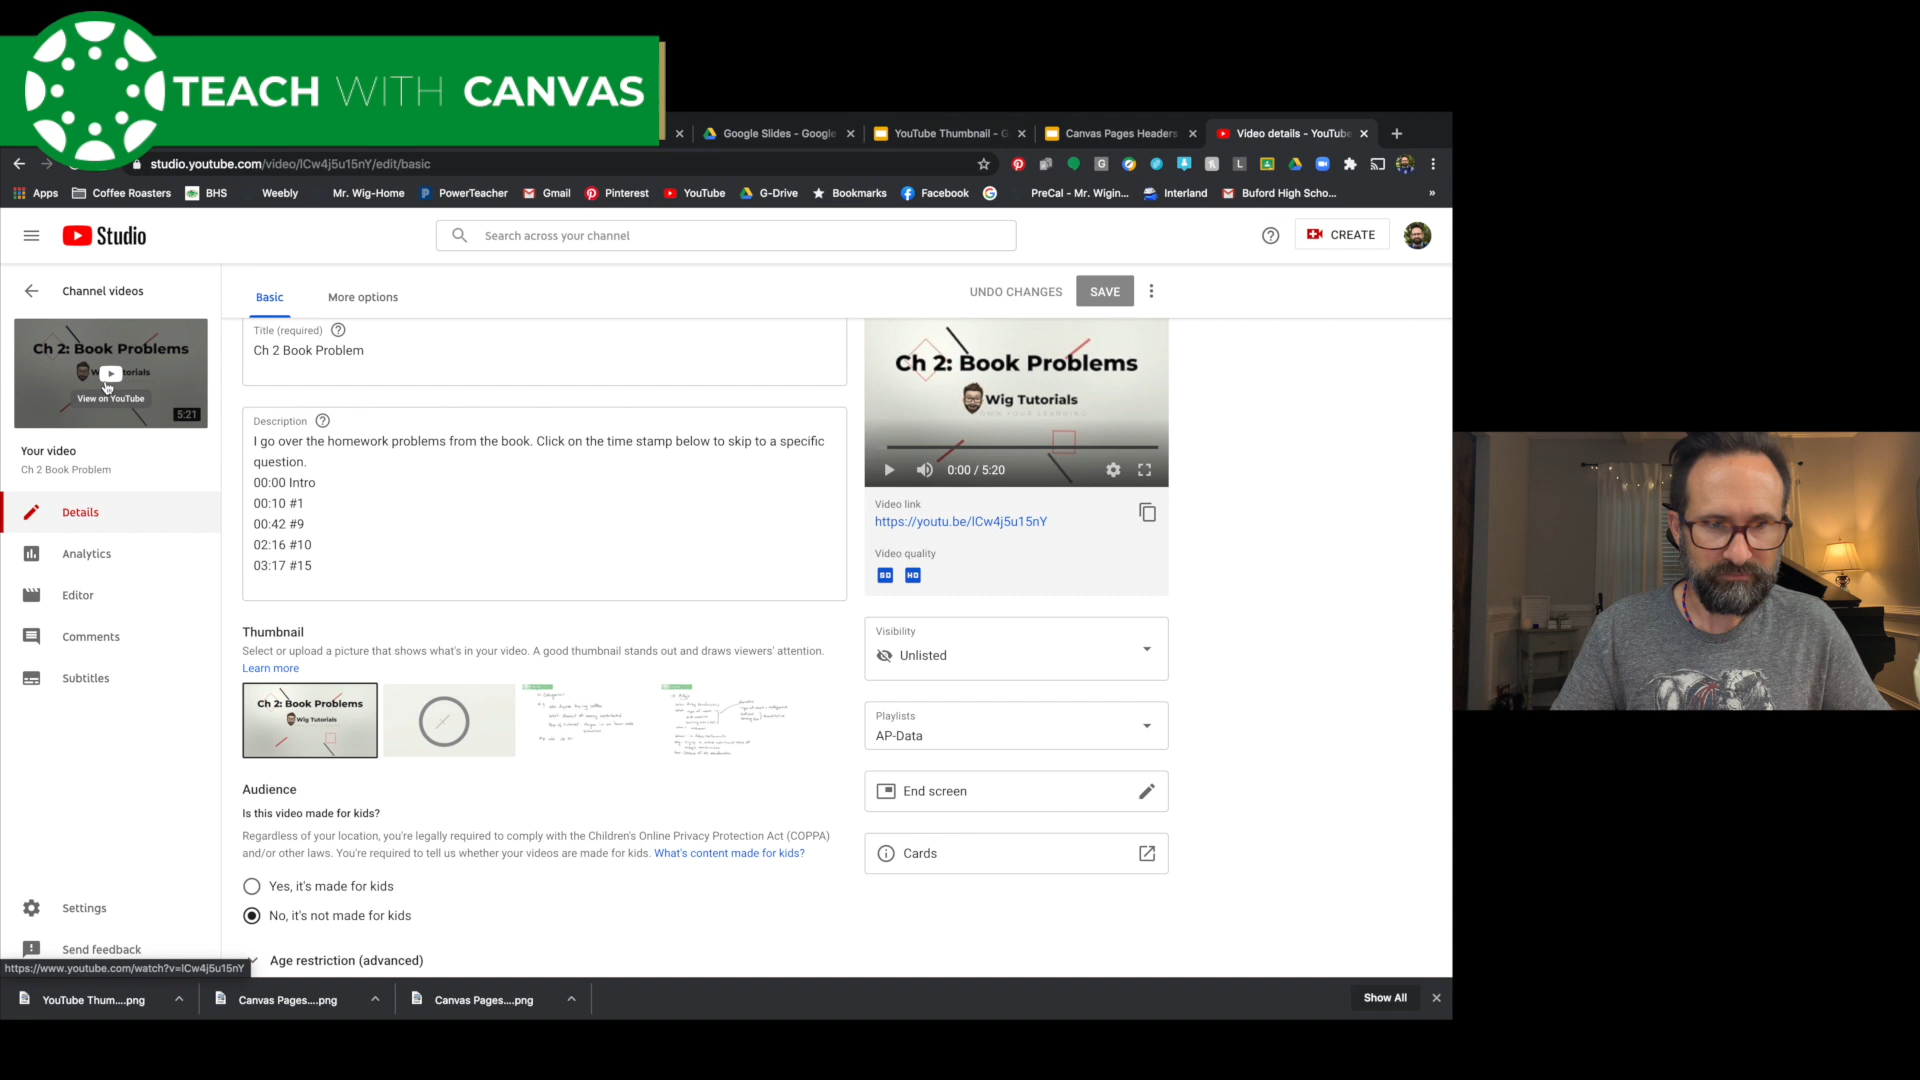 TEACH WITH CANVAS
Google Slides - Google
YouTube Thumbnail - G
Canvas Pages Headers
Video details - YouTube
studio.youtube.com/video/lCw4j5u15nY/edit/basic
Apps
Coffee Roasters
BHS
Weebly
Mr. Wig-Home
PowerTeacher
Gmail
Pinterest
YouTube
G-Drive
Bookmarks
Facebook
PreCal - Mr. Wigin...
Interland
Buford High Scho...
»
Studio
Search across your channel
CREATE
Channel videos
Basic
More options
UNDO CHANGES
SAVE
Ch 2: Book Problems
View on YouTube
5:21
Your video
Ch 2 Book Problem
Details
Analytics
Editor
Comments
Subtitles
Settings
Send feedback
https://www.youtube.com/watch?v=lCw4j5u15nY
Title (required)
Ch 2 Book Problem
Description
I go over the homework problems from the book. Click on the time stamp below to skip to a specific
question.
00:00 Intro
00:10 #1
00:42 #9
02:16 #10
03:17 #15
Thumbnail
Select or upload a picture that shows what's in your video. A good thumbnail stands out and draws viewers' attention.
Learn more
Ch 2: Book Problems
Wig Tutorials
Audience
Is this video made for kids?
Regardless of your location, you're legally required to comply with the Children's Online Privacy Protection Act (COPPA)
and/or other laws. You're required to tell us whether your videos are made for kids. What's content made for kids?
Yes, it's made for kids
No, it's not made for kids
Age restriction (advanced)
Ch 2: Book Problems
Wig Tutorials
OWN YOUR LEARNING
0:00 / 5:20
Video link
https://youtu.be/lCw4j5u15nY
Video quality
SD
HD
Visibility
Unlisted
Playlists
AP-Data
End screen
Cards
YouTube Thum....png
Canvas Pages....png
Canvas Pages....png
Show All